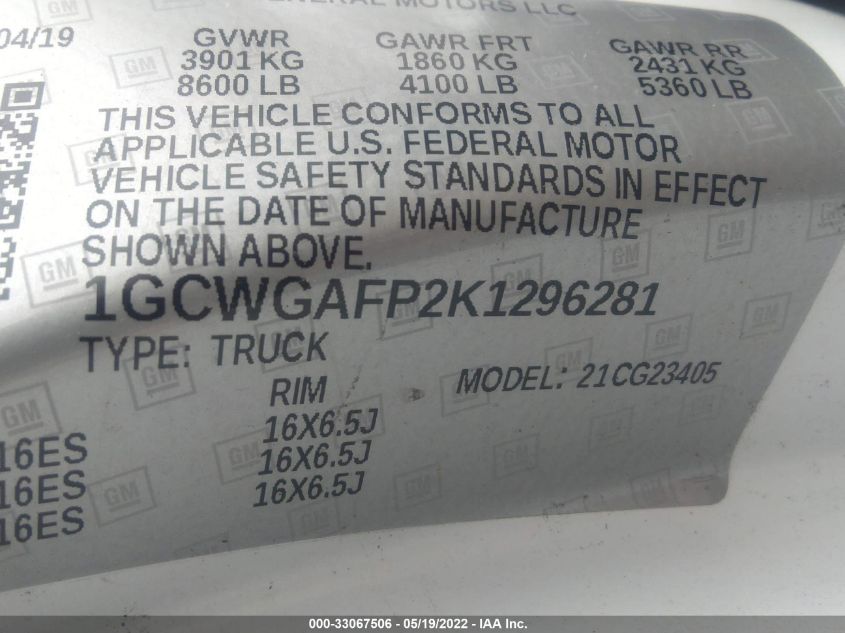 GENERAL MOTORS LLC
04/19 GVWR GAWR FRT GAWR RR
3901 KG 1860 KG 2431 KG
8600 LB 4100 LB 5360 LB
THIS VEHICLE CONFORMS TO ALL
APPLICABLE U.S. FEDERAL MOTOR
VEHICLE SAFETY STANDARDS IN EFFECT
ON THE DATE OF MANUFACTURE
SHOWN ABOVE.
1GCWGAFP2K1296281
TYPE: TRUCK
RIM MODEL: 21CG23405
16ES 16X6.5J
16ES 16X6.5J
16ES 16X6.5J
000-33067506 - 05/19/2022 - IAA Inc.